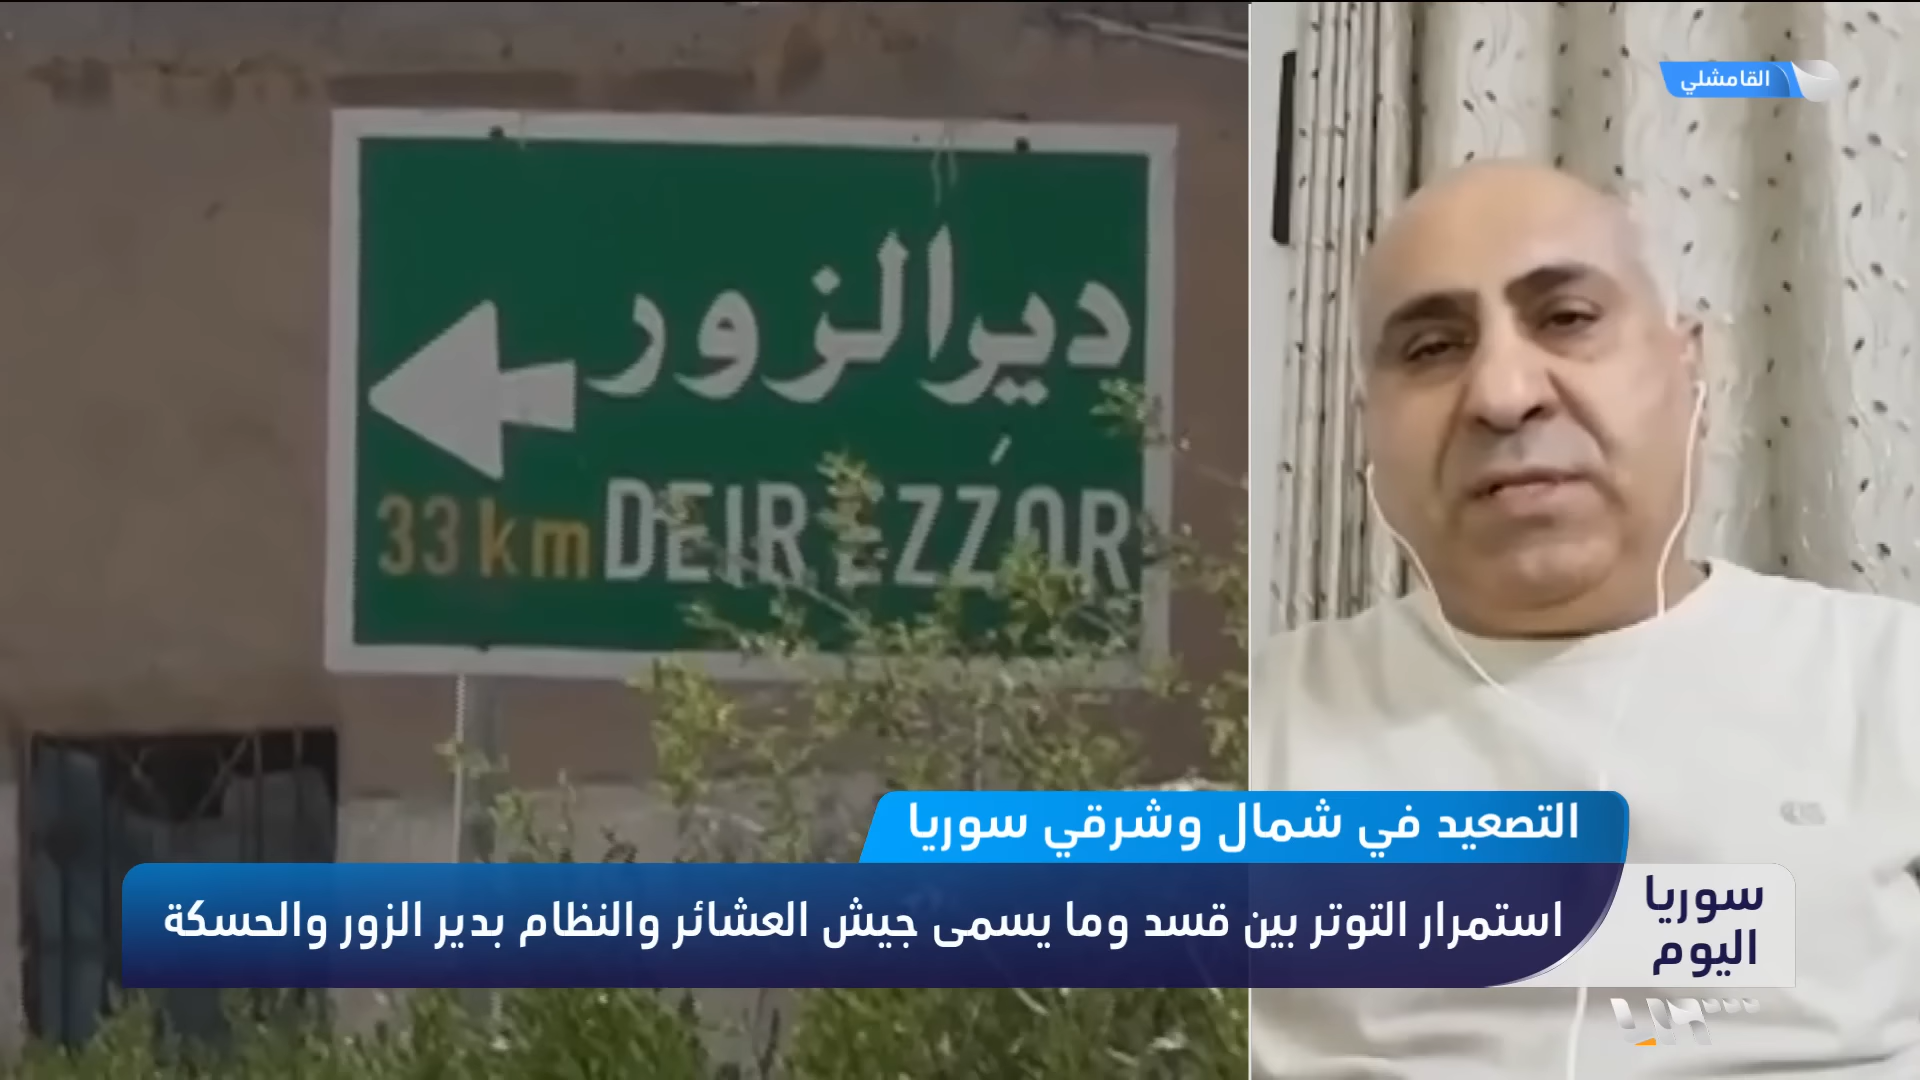 القامشلي
ديرالزور
33 km DEIR EZZOR
التصعيد في شمال وشرقي سوريا
استمرار التوتر بين قسد وما يسمى جيش العشائر والنظام بدير الزور والحسكة
سوريا
اليوم